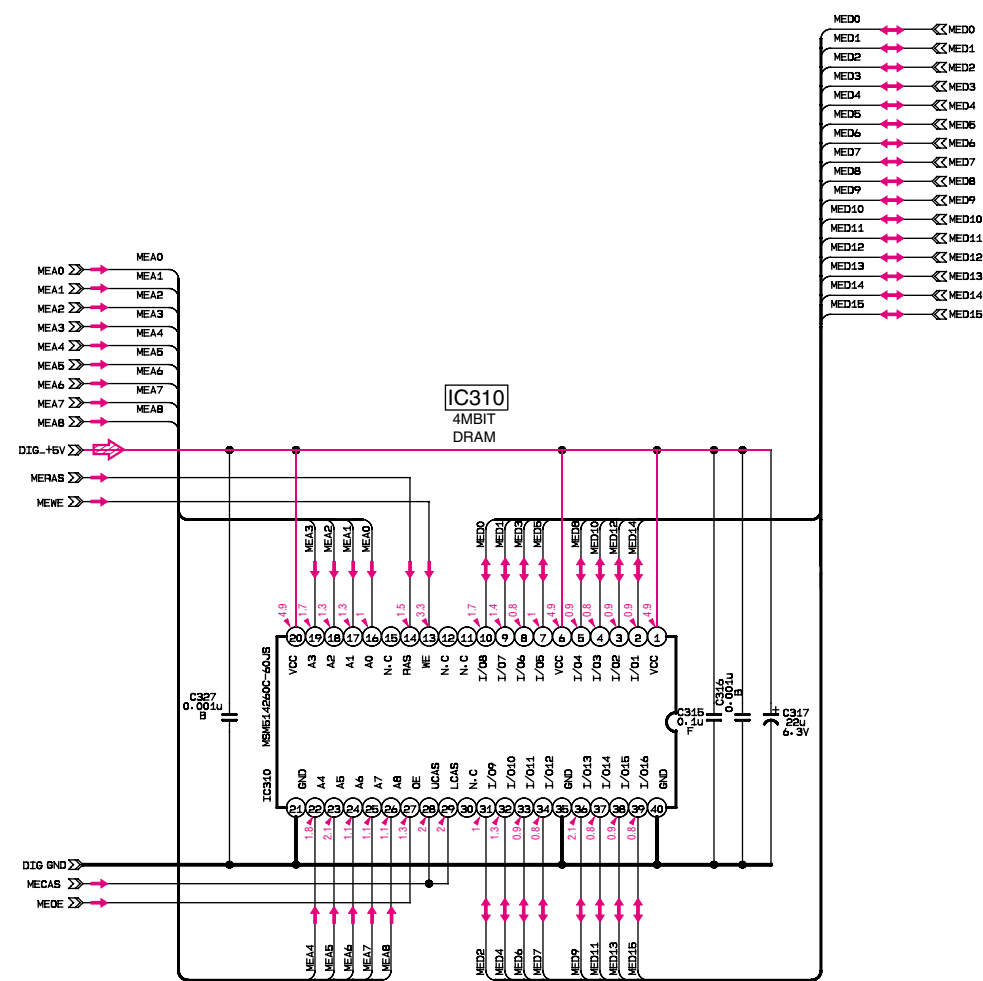 MED0
MED0
MED1
MED1
MED2
MED2
MED3
MED3
MED4
MED4
MED5
MED5
MED6
MED6
MED7
MED7
MED8
MED8
MED9
MED9
MED10
MED10
MED11
MED11
MED12
MED12
MED13
MED13
MED14
MED14
MED15
MED15
MEA0
MEA0
MEA1
MEA1
MEA2
MEA2
MEA3
MEA3
MEA4
MEA4
MEA5
MEA5
MEA6
MEA6
MEA7
MEA7
MEA8
MEA8
IC310
4MBIT
DRAM
DIG_+5V
MERAS
MEWE
MEA3 MEA2 MEA1 MEA0 MED0 MED1 MED3 MED5 MED8 MED10 MED12 MED14
4.9 1.7 1.3 1.3 1 1.5 3.3 1.7 1.4 0.8 1 4.9 0.9 0.8 0.9 0.9 4.9
20 19 18 17 16 15 14 13 12 11 10 9 8 7 6 5 4 3 2 1
VCC A3 A2 A1 A0 N.C RAS WE N.C N.C I/O8 I/O7 I/O6 I/O5 VCC I/O4 I/O3 I/O2 I/O1 VCC
IC310 MSM514260C-60JS
C327
0.001u
B
C315
0.1u
F
C316
0.001u
B
+
C317
22u
6.3V
GND A4 A5 A6 A7 A8 OE UCAS LCAS N.C I/O9 I/O10 I/O11 I/O12 GND I/O13 I/O14 I/O15 I/O16 GND
21 22 23 24 25 26 27 28 29 30 31 32 33 34 35 36 37 38 39 40
1.8 2.1 1.1 1.1 1.1 1.3 2 2 1 1.3 0.9 0.8 2.1 0.8 0.9 0.8
DIG GND
MECAS
MEOE
MEA4 MEA5 MEA6 MEA7 MEA8 MED2 MED4 MED6 MED7 MED9 MED11 MED13 MED15